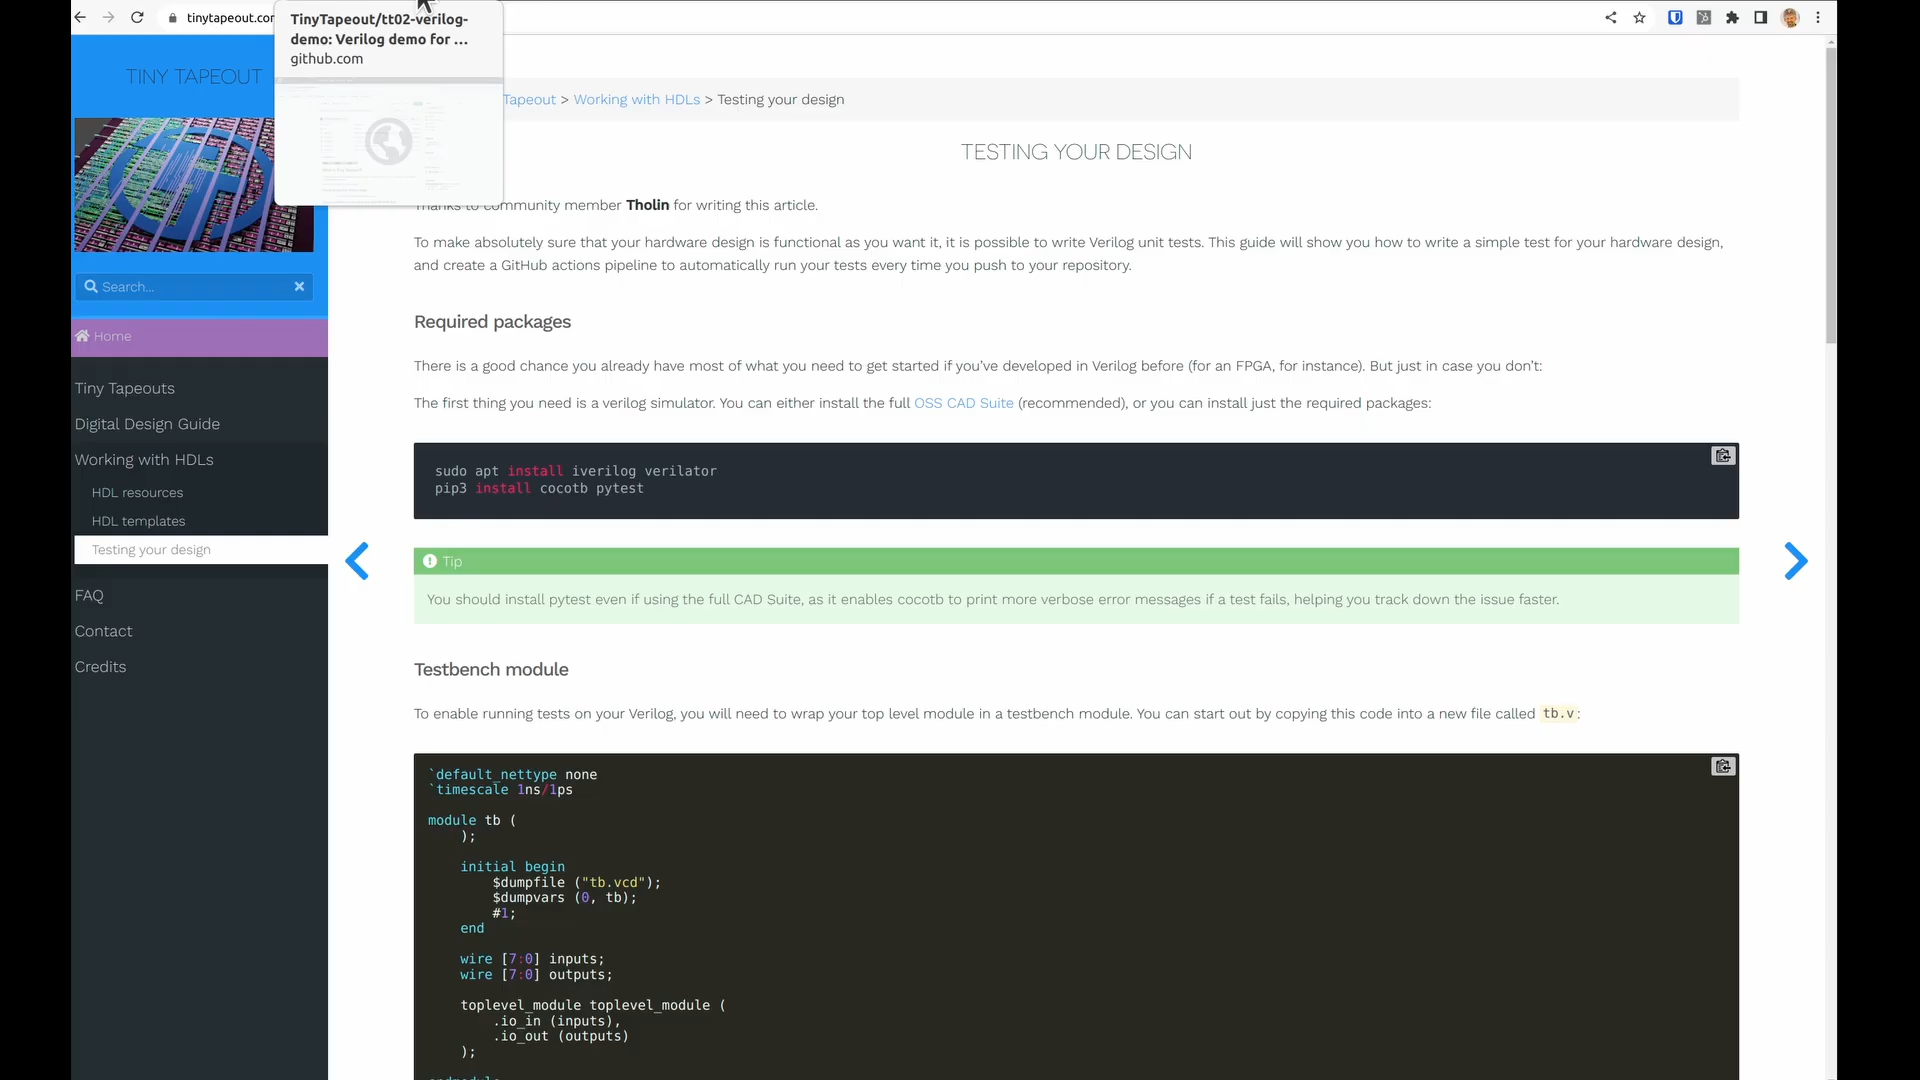 tinytapeout.com
TinyTapeout/tt02-verilog-
demo: Verilog demo for ...
github.com
TINY TAPEOUT
Search...
Home
Tiny Tapeouts
Digital Design Guide
Working with HDLs
HDL resources
HDL templates
Testing your design
FAQ
Contact
Credits
Tapeout > Working with HDLs > Testing your design
TESTING YOUR DESIGN
Thanks to community member Tholin for writing this article.
To make absolutely sure that your hardware design is functional as you want it, it is possible to write Verilog unit tests. This guide will show you how to write a simple test for your hardware design,
and create a GitHub actions pipeline to automatically run your tests every time you push to your repository.
Required packages
There is a good chance you already have most of what you need to get started if you've developed in Verilog before (for an FPGA, for instance). But just in case you don't:
The first thing you need is a verilog simulator. You can either install the full OSS CAD Suite (recommended), or you can install just the required packages:
sudo apt install iverilog verilator
pip3 install cocotb pytest
Tip
You should install pytest even if using the full CAD Suite, as it enables cocotb to print more verbose error messages if a test fails, helping you track down the issue faster.
Testbench module
To enable running tests on your Verilog, you will need to wrap your top level module in a testbench module. You can start out by copying this code into a new file called tb.v:
`default_nettype none
`timescale 1ns/1ps
module tb (
);
initial begin
$dumpfile ("tb.vcd");
$dumpvars (0, tb);
#1;
end
wire [7:0] inputs;
wire [7:0] outputs;
toplevel_module toplevel_module (
.io_in (inputs),
.io_out (outputs)
);